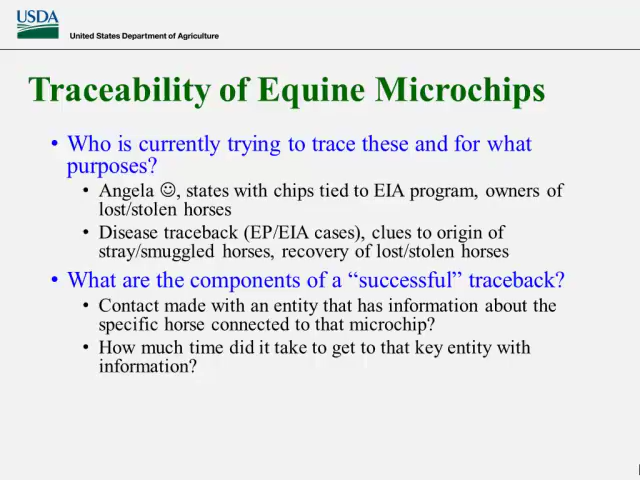 USDA
United States Department of Agriculture
Traceability of Equine Microchips
• Who is currently trying to trace these and for what
purposes?
• Angela ☺, states with chips tied to EIA program, owners of
lost/stolen horses
• Disease traceback (EP/EIA cases), clues to origin of
stray/smuggled horses, recovery of lost/stolen horses
• What are the components of a “successful” traceback?
• Contact made with an entity that has information about the
specific horse connected to that microchip?
• How much time did it take to get to that key entity with
information?